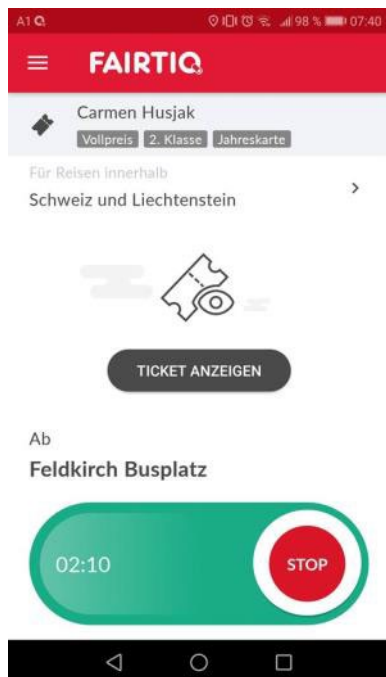 A1 98 % 07:40
FAIRTIQ
Carmen Husjak
Vollpreis 2. Klasse Jahreskarte
Für Reisen innerhalb
Schweiz und Liechtenstein
TICKET ANZEIGEN
Ab
Feldkirch Busplatz
02:10 STOP